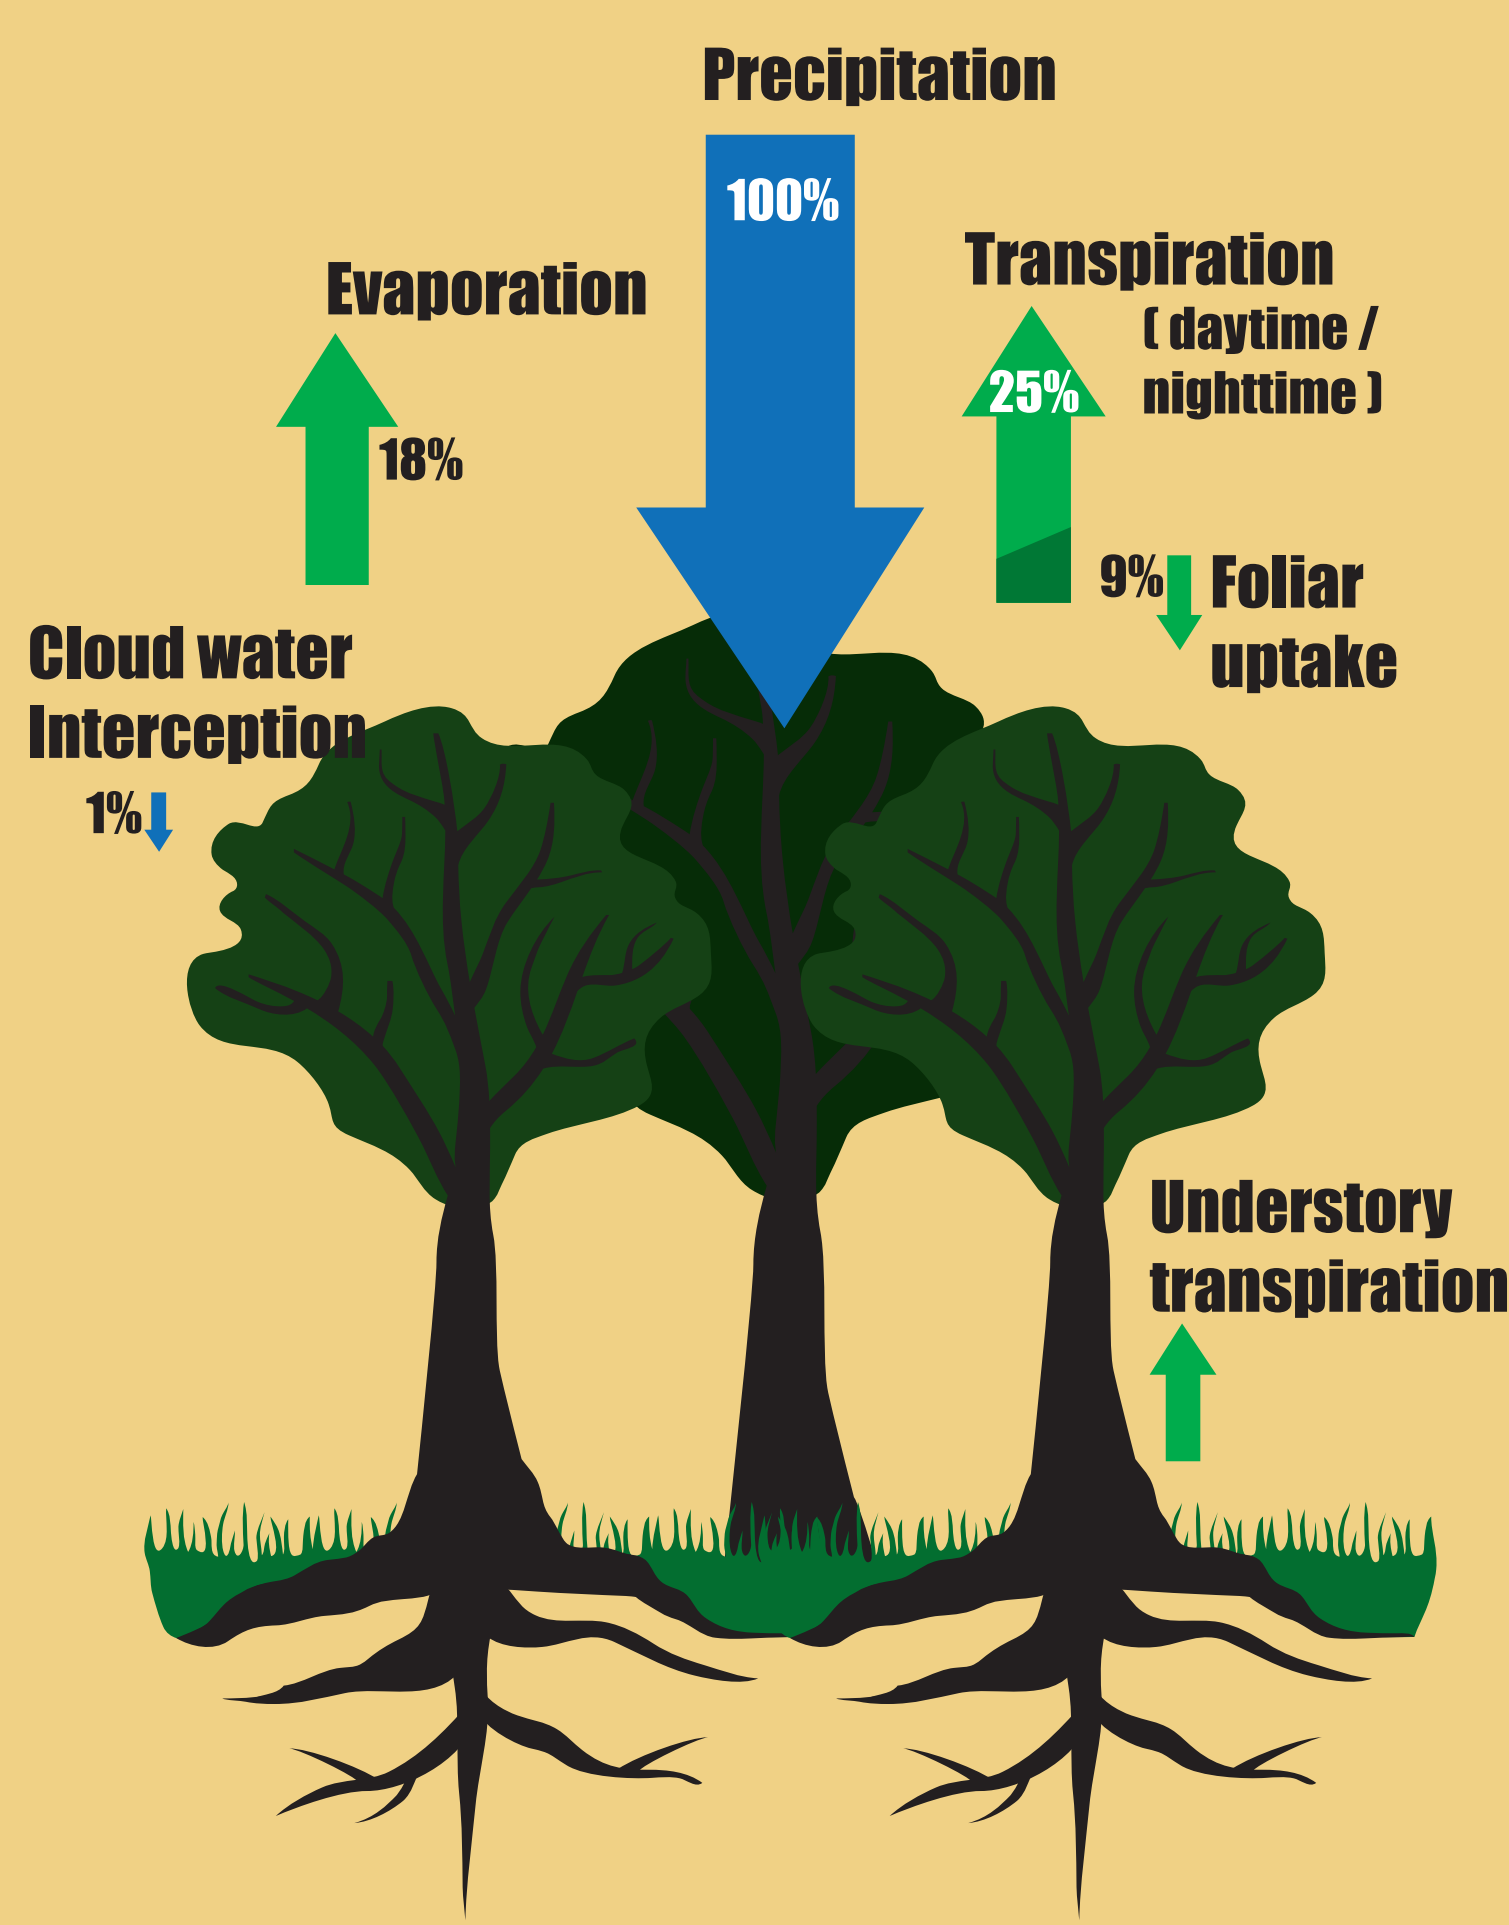 Precipitation
100%
Evaporation
18%
Transpiration
( daytime /
nighttime )
25%
9%
Foliar
uptake
Cloud water
Interception
1%
Understory
transpiration